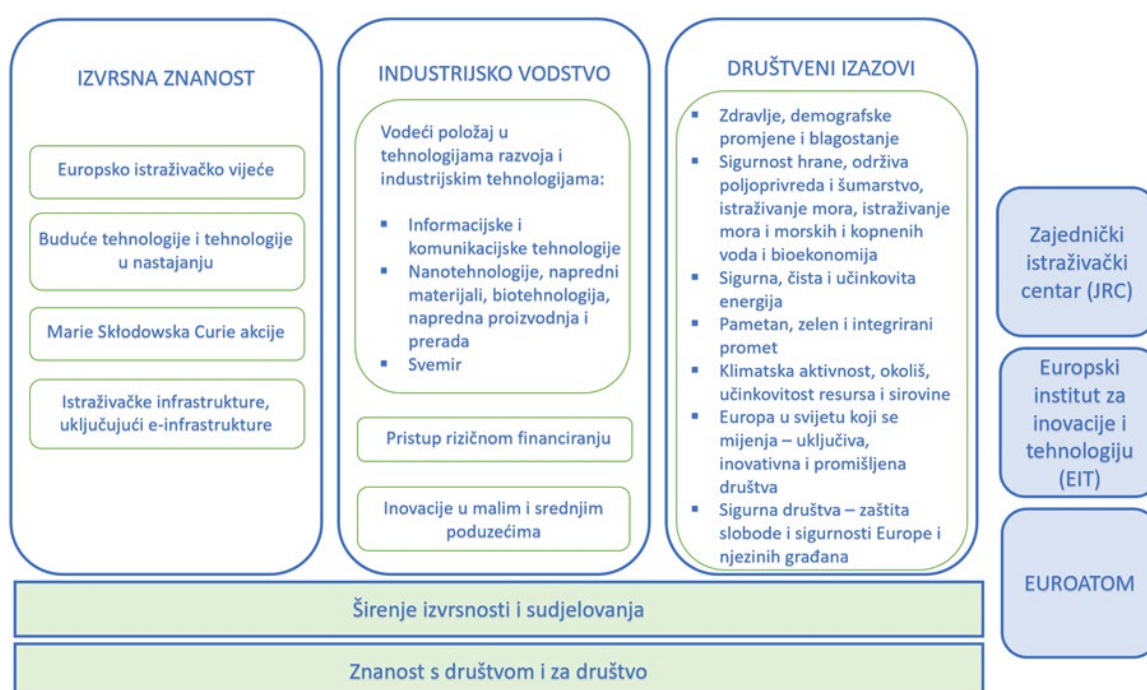 IZVRSNA ZNANOST
Europsko istraživačko vijeće
Buduće tehnologije i tehnologije
u nastajanju
Marie Skłodowska Curie akcije
Istraživačke infrastrukture,
uključujući e-infrastrukture
INDUSTRIJSKO VODSTVO
Vodeći položaj u
tehnologijama razvoja i
industrijskim tehnologijama:
▪ Informacijske i
komunikacijske tehnologije
▪ Nanotehnologije, napredni
materijali, biotehnologija,
napredna proizvodnja i
prerada
▪ Svemir
Pristup rizičnom financiranju
Inovacije u malim i srednjim
poduzećima
DRUŠTVENI IZAZOVI
▪ Zdravlje, demografske
promjene i blagostanje
▪ Sigurnost hrane, održiva
poljoprivreda i šumarstvo,
istraživanje mora, istraživanje
mora i morskih i kopnenih
voda i bioekonomija
▪ Sigurna, čista i učinkovita
energija
▪ Pametan, zelen i integrirani
promet
▪ Klimatska aktivnost, okoliš,
učinkovitost resursa i sirovine
▪ Europa u svijetu koji se
mijenja – uključiva,
inovativna i promišljena
društva
▪ Sigurna društva – zaštita
slobode i sigurnosti Europe i
njezinih građana
Zajednički
istraživački
centar (JRC)
Europski
institut za
inovacije i
tehnologiju
(EIT)
EUROATOM
Širenje izvrsnosti i sudjelovanja
Znanost s društvom i za društvo